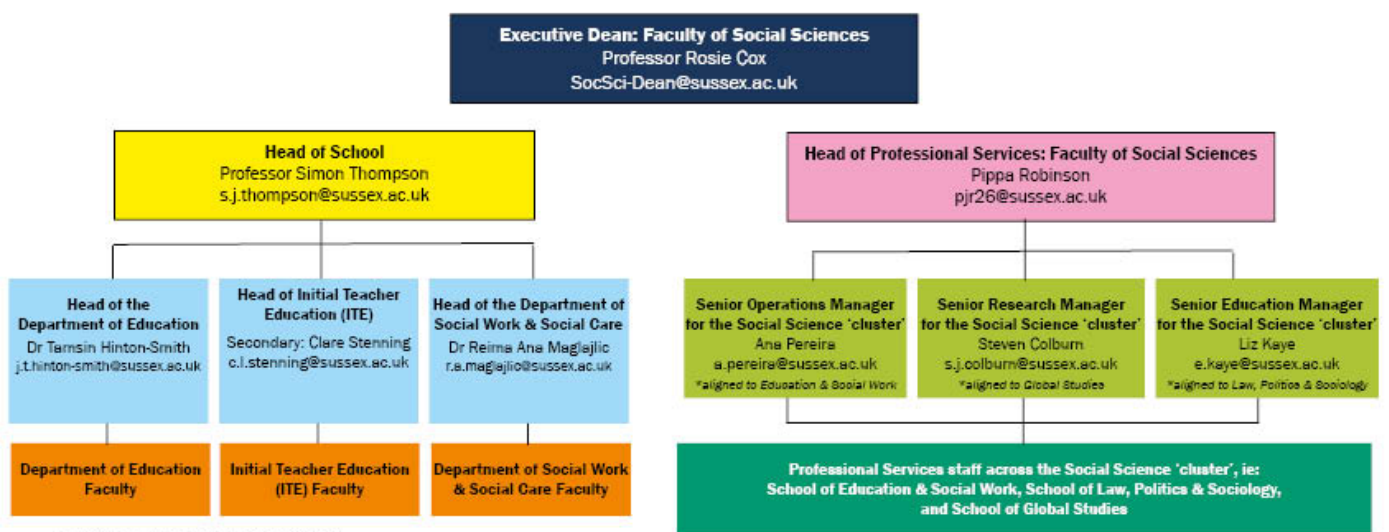 Executive Dean: Faculty of Social Sciences
Professor Rosie Cox
SocSci-Dean@sussex.ac.uk
Head of School
Professor Simon Thompson
s.j.thompson@sussex.ac.uk
Head of Professional Services: Faculty of Social Sciences
Pippa Robinson
pjr26@sussex.ac.uk
Head of the
Department of Education
Dr Tamsin Hinton-Smith
j.t.hinton-smith@sussex.ac.uk
Head of Initial Teacher
Education (ITE)
Secondary: Clare Stenning
c.l.stenning@sussex.ac.uk
Head of the Department of
Social Work & Social Care
Dr Reima Ana Maglajlic
r.a.maglajlic@sussex.ac.uk
Senior Operations Manager
for the Social Science ‘cluster’
Ana Pereira
a.pereira@sussex.ac.uk
*aligned to Education & Social Work
Senior Research Manager
for the Social Science ‘cluster’
Steven Colburn
s.j.colburn@sussex.ac.uk
*aligned to Global Studies
Senior Education Manager
for the Social Science ‘cluster’
Liz Kaye
e.kaye@sussex.ac.uk
*aligned to Law, Politics & Sociology
Department of Education
Faculty
Initial Teacher Education
(ITE) Faculty
Department of Social Work
& Social Care Faculty
Professional Services staff across the Social Science ‘cluster’, ie:
School of Education & Social Work, School of Law, Politics & Sociology,
and School of Global Studies